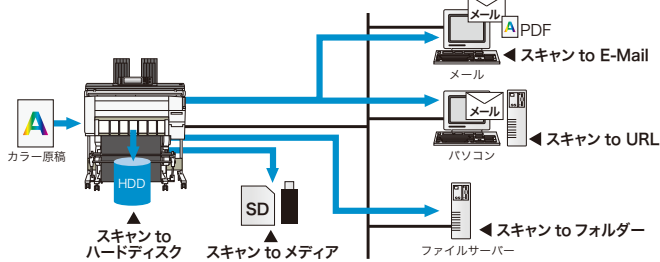 メール
A PDF
◀ スキャン to E-Mail
メール
A
カラー原稿
メール
◀ スキャン to URL
パソコン
HDD
SD
▲
スキャン to
ハードディスク
▲
スキャン to メディア
◀ スキャン to フォルダー
ファイルサーバー